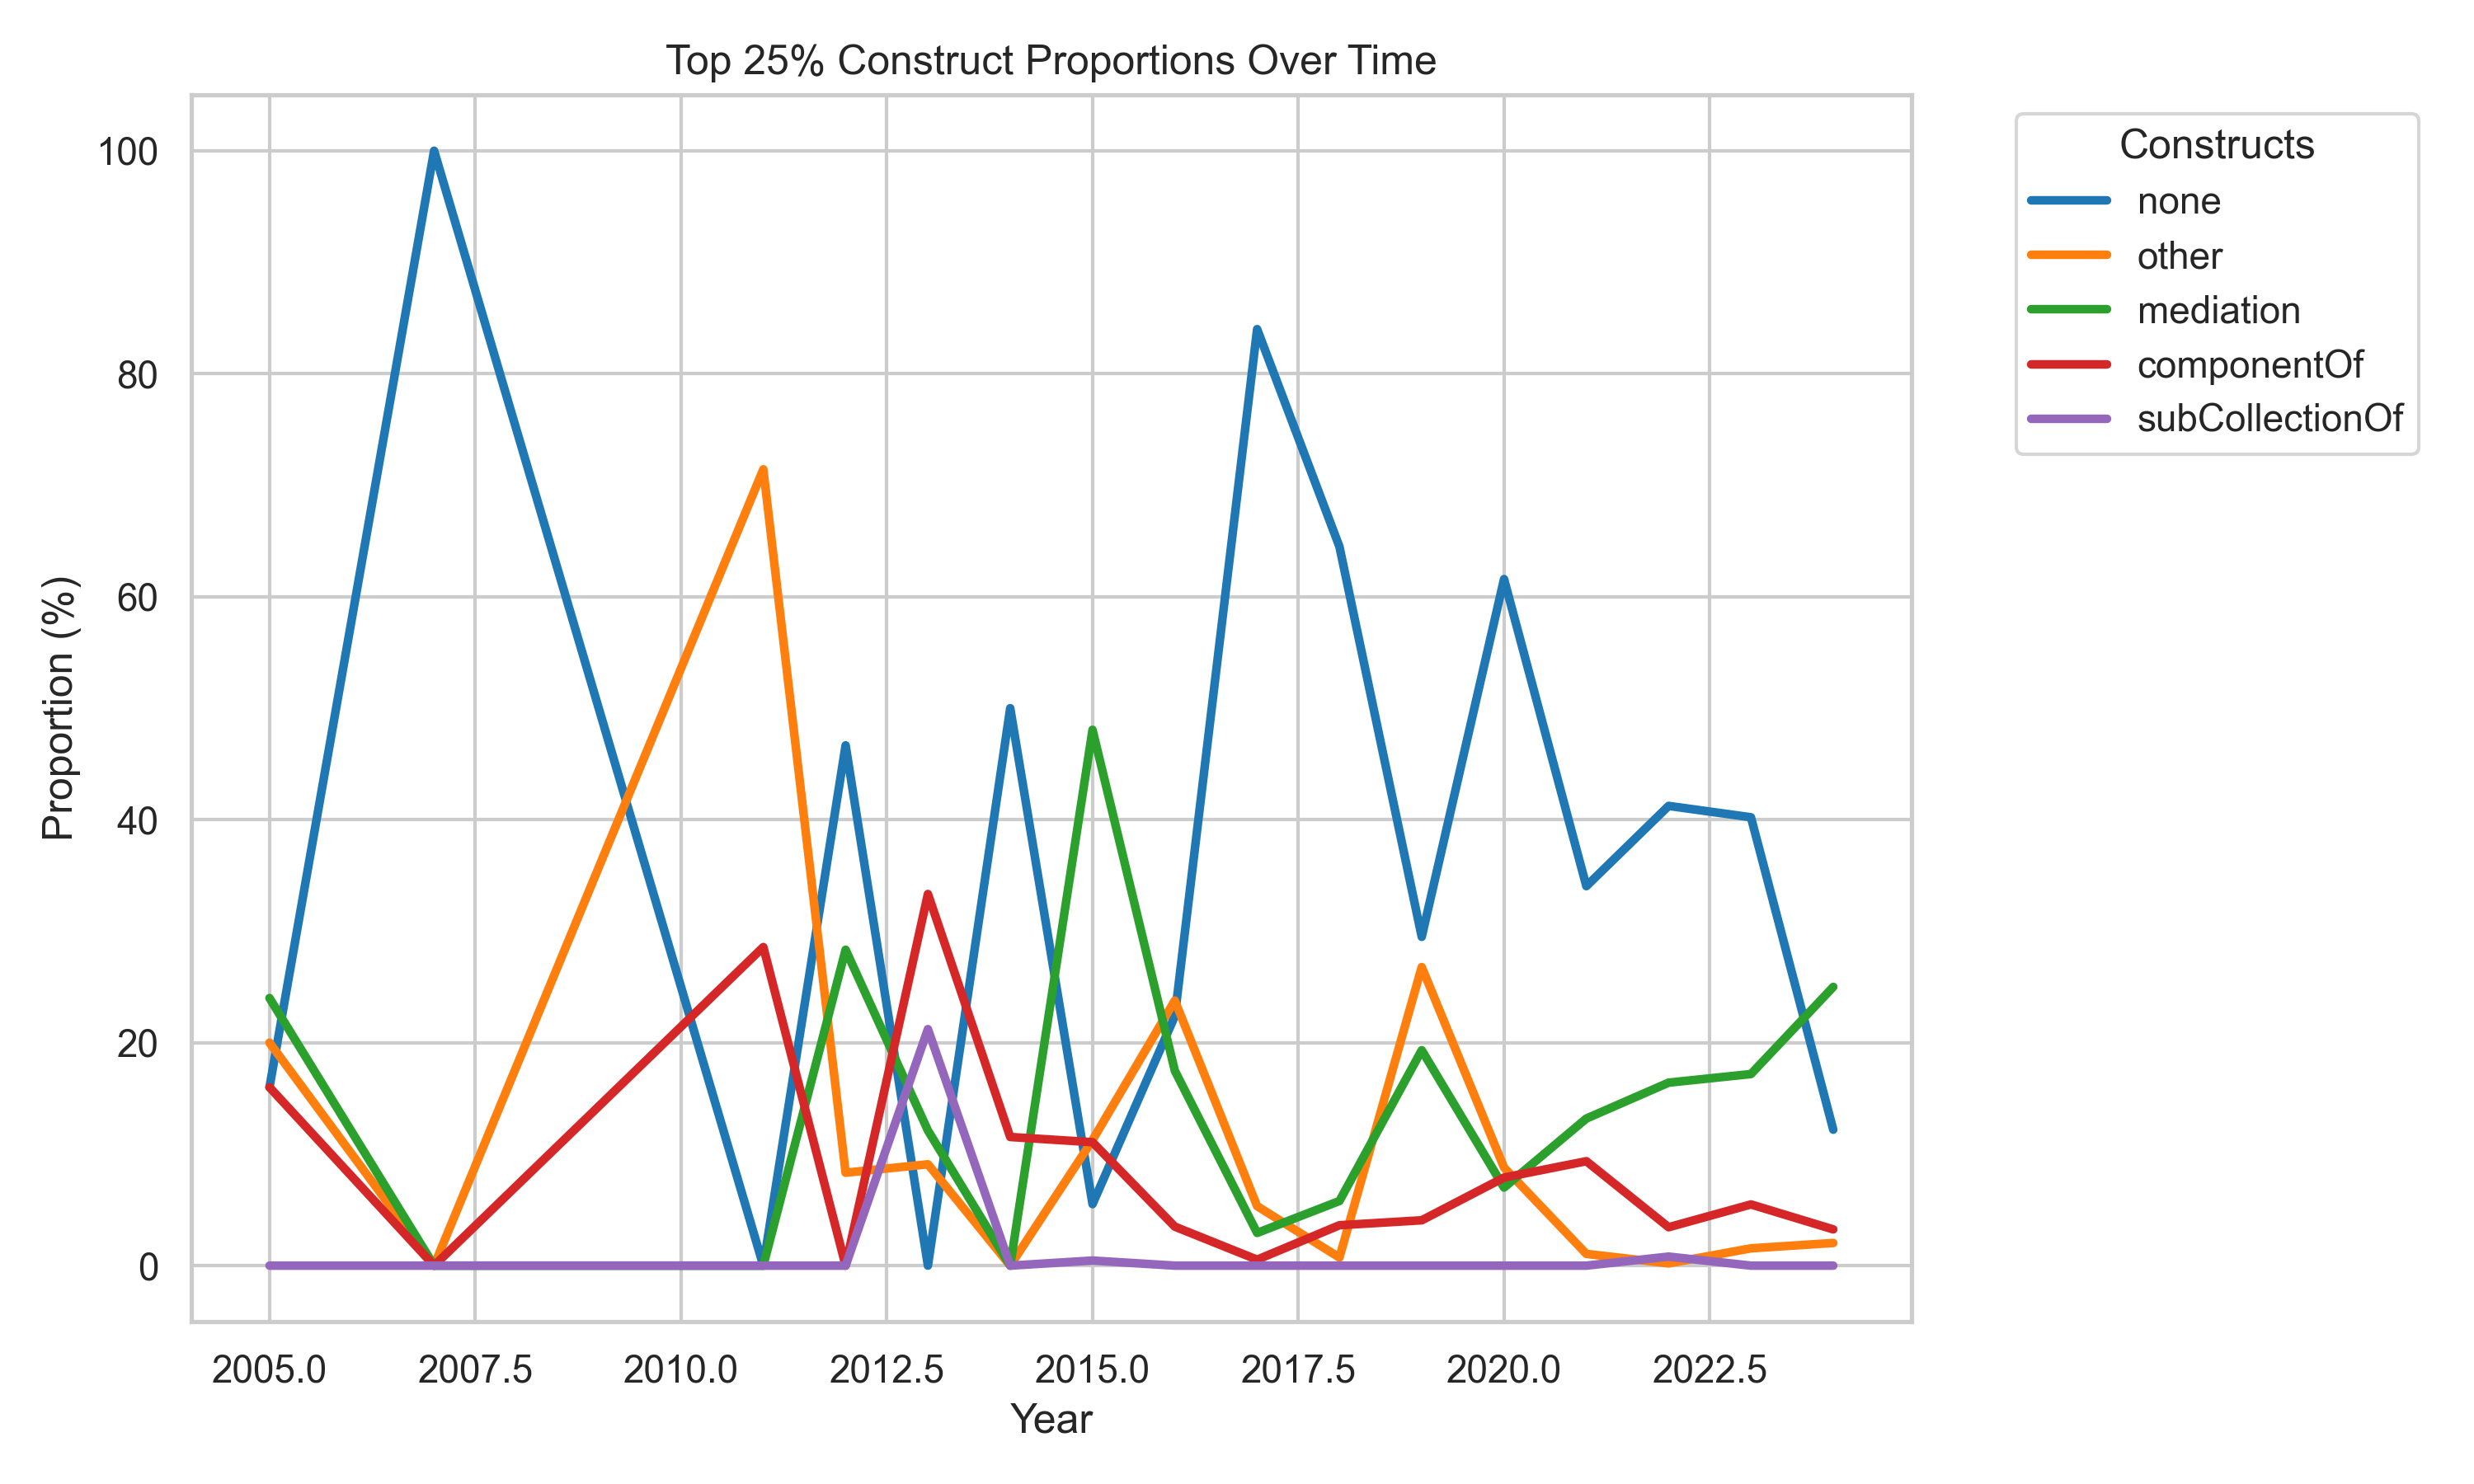 Top 25% Construct Proportions Over Time
Constructs
none
other
mediation
componentOf
subCollectionOf
Proportion (%)
100
80
60
40
20
0
2005.0 2007.5 2010.0 2012.5 2015.0 2017.5 2020.0 2022.5
Year